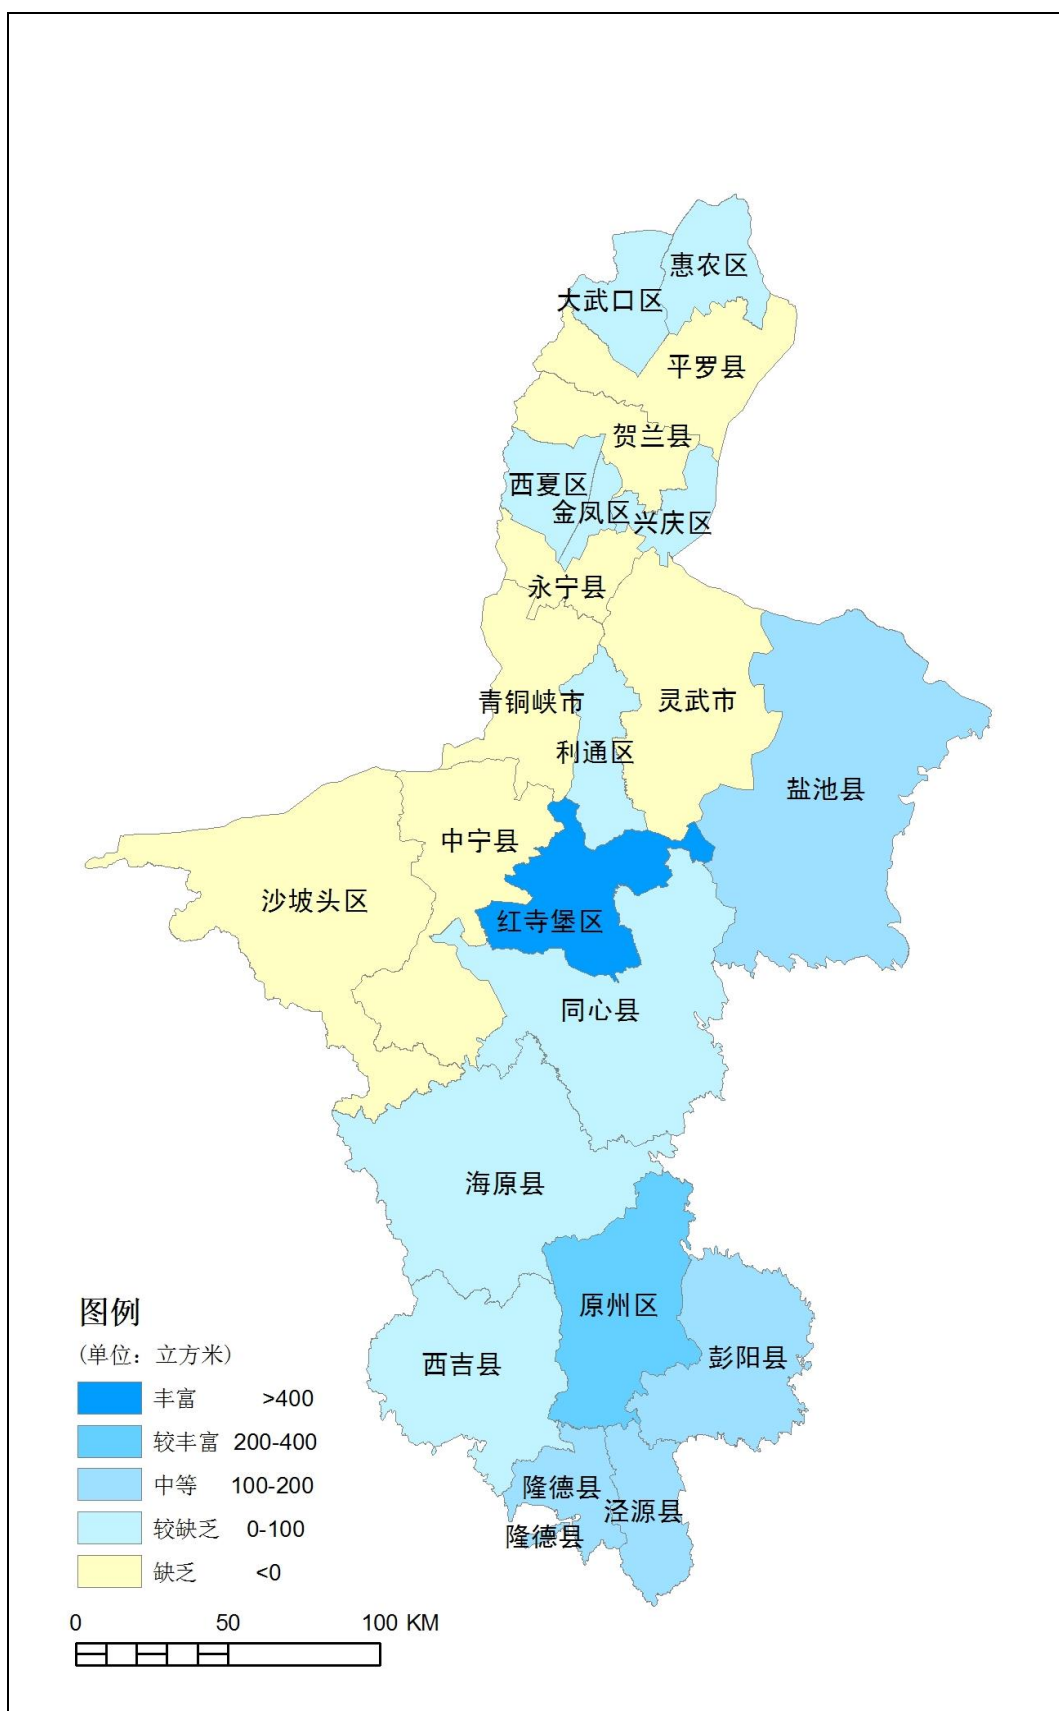 惠农区
大武口区
平罗县
贺兰县
西夏区
金凤区
兴庆区
永宁县
青铜峡市
灵武市
利通区
盐池县
中宁县
沙坡头区
红寺堡区
同心县
海原县
原州区
西吉县
彭阳县
隆德县
泾源县
隆德县
图例
(单位：立方米)
丰富 >400
较丰富 200-400
中等 100-200
较缺乏 0-100
缺乏 <0
0 50 100 KM